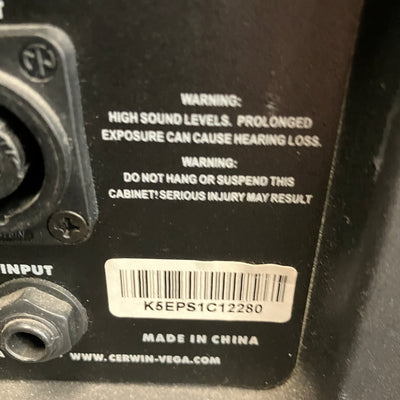 WARNING:
HIGH SOUND LEVELS. PROLONGED
EXPOSURE CAN CAUSE HEARING LOSS.
WARNING:
DO NOT HANG OR SUSPEND THIS
CABINET! SERIOUS INJURY MAY RESULT
INPUT
K5EPS1C12280
MADE IN CHINA
WWW.CERWIN-VEGA.COM